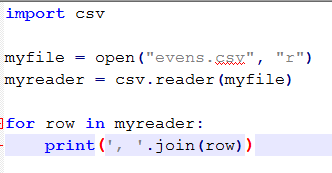 import csv
myfile = open("evens.csv", "r")
myreader = csv.reader(myfile)
for row in myreader:
    print(', '.join(row))